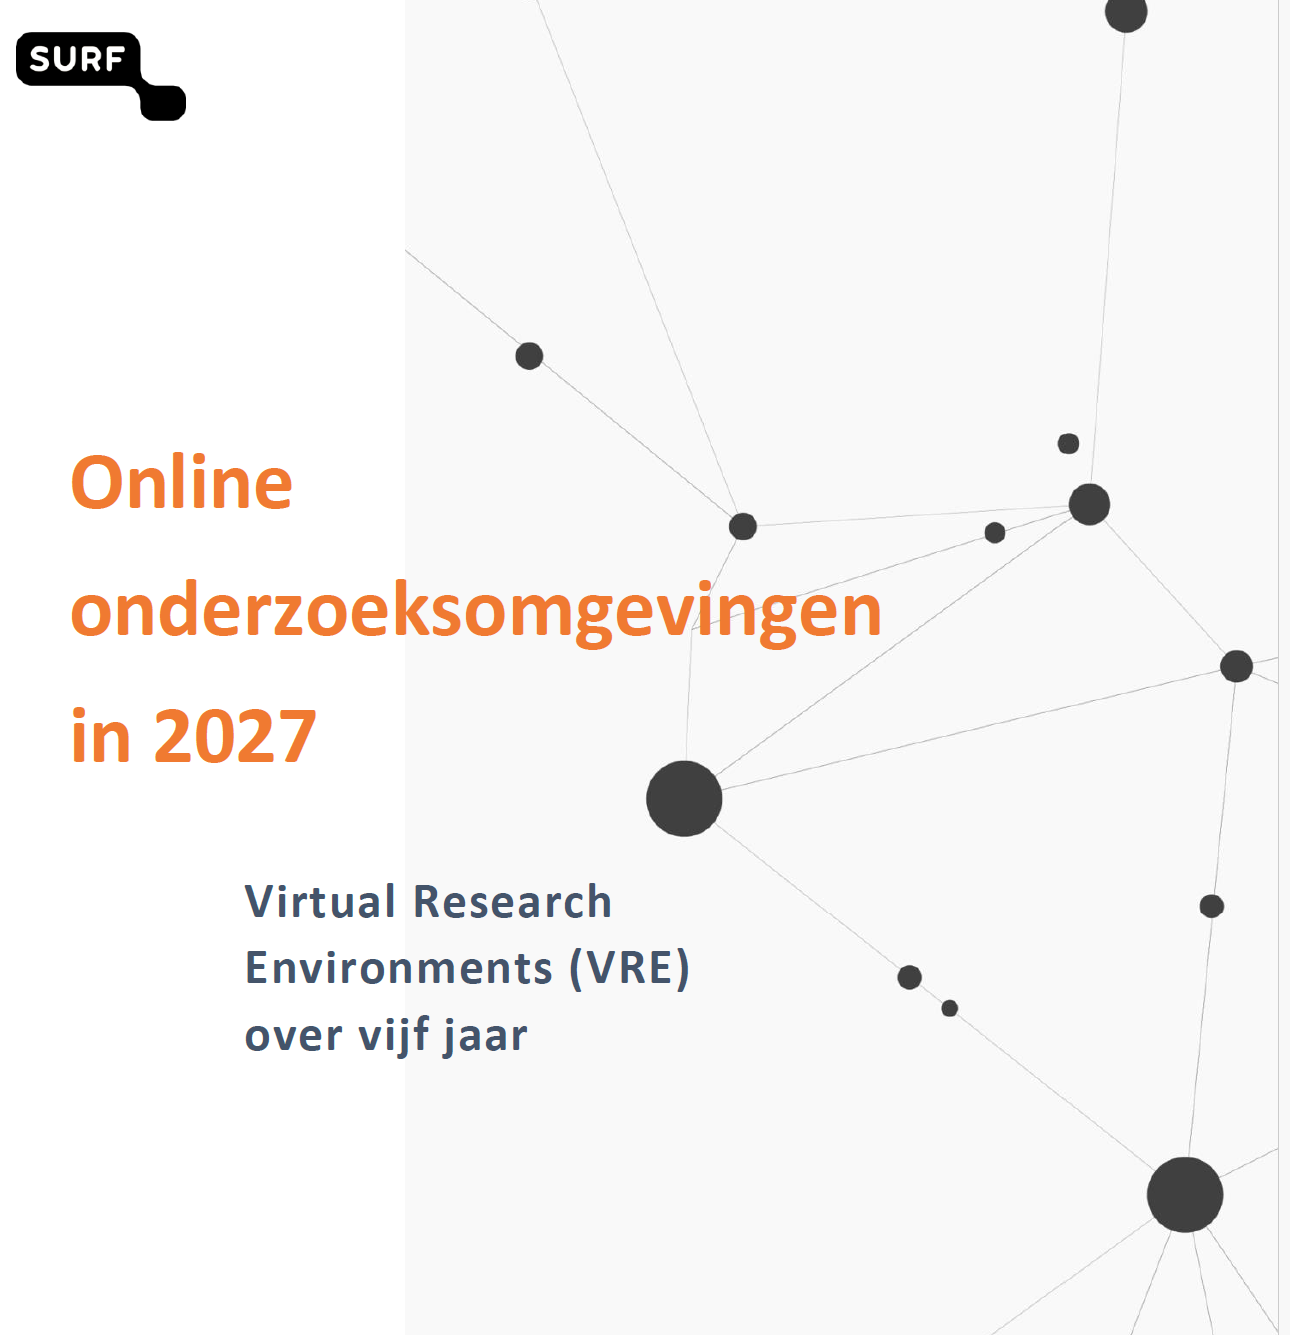 SURF
Online
onderzoeksomgevingen
in 2027
Virtual Research
Environments (VRE)
over vijf jaar